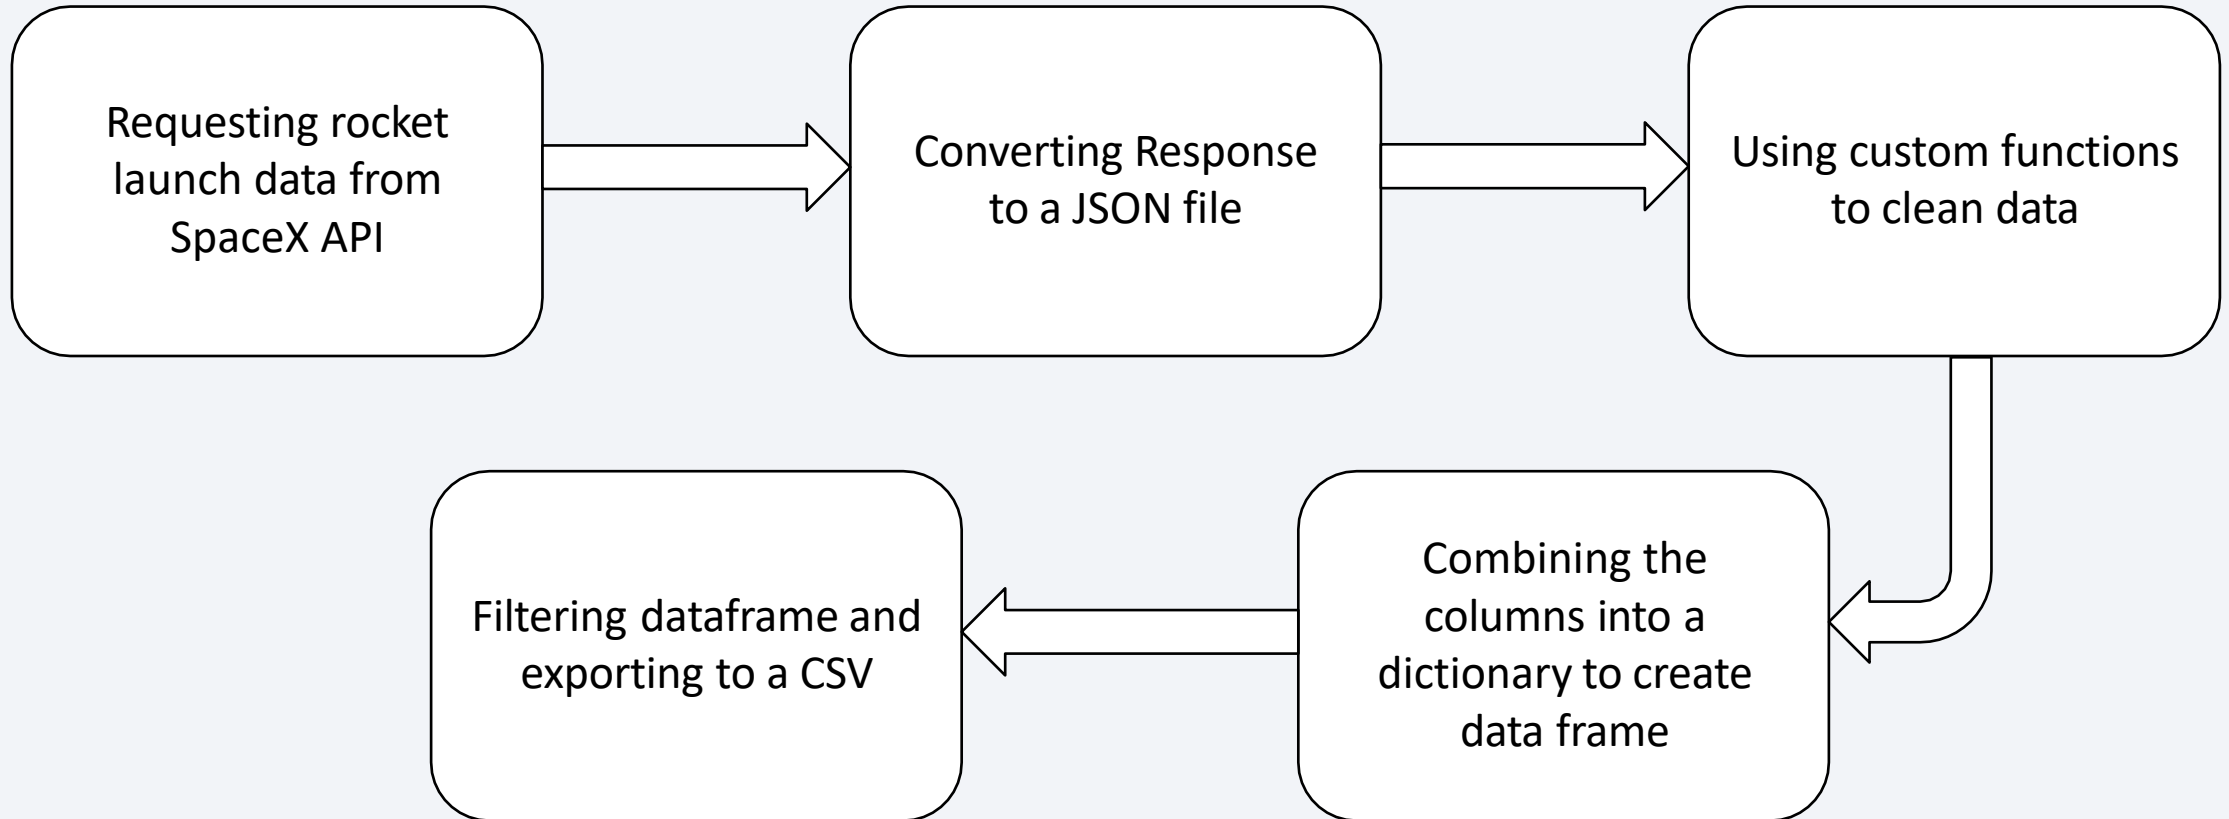 Requesting rocket
launch data from
SpaceX API
Converting Response
to a JSON file
Using custom functions
to clean data
Combining the
columns into a
dictionary to create
data frame
Filtering dataframe and
exporting to a CSV